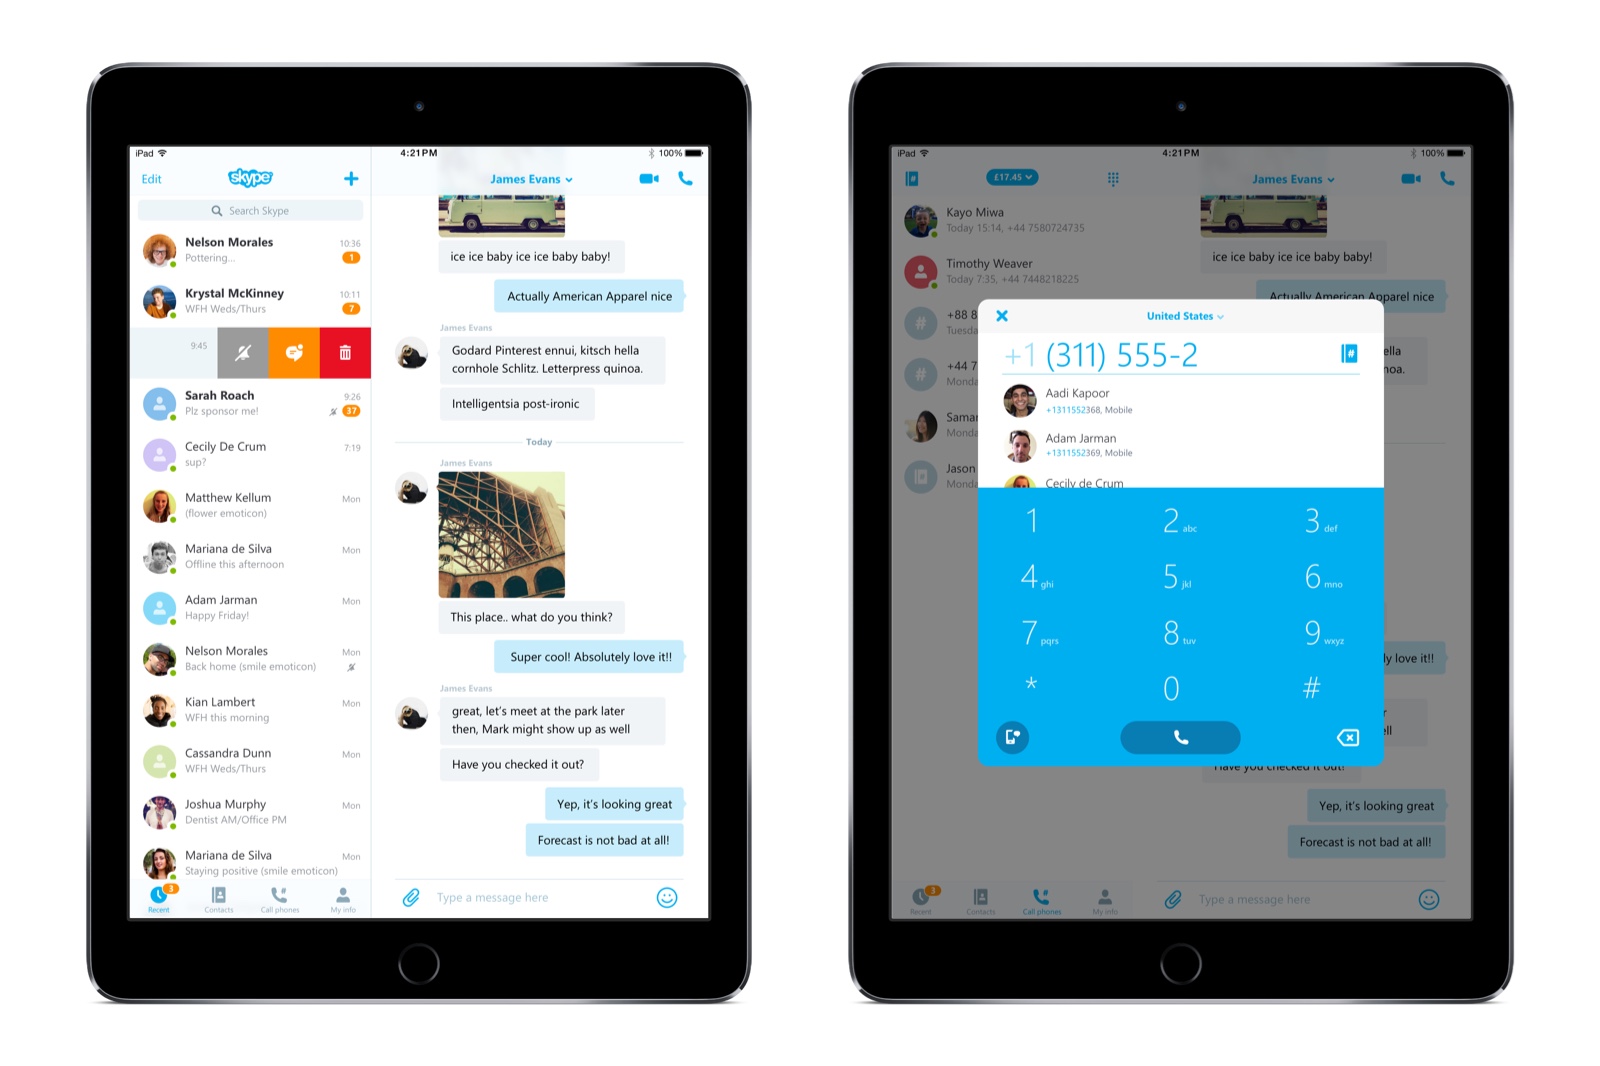 iPad
4:21PM
100%
Edit
skype
James Evans
Search Skype
Nelson Morales
10:36
Pottering...
1
Krystal McKinney
10:11
WFH Weds/Thurs
7
9:45
Sarah Roach
9:26
Plz sponsor me!
37
Cecily De Crum
7:19
sup?
Matthew Kellum
Mon
(flower emoticon)
Mariana de Silva
Mon
Offline this afternoon
Adam Jarman
Mon
Happy Friday!
Nelson Morales
Mon
Back home (smile emoticon)
Kian Lambert
Mon
WFH this morning
Cassandra Dunn
Mon
WFH Weds/Thurs
Joshua Murphy
Mon
Dentist AM/Office PM
Mariana de Silva
Mon
Staying positive (smile emoticon)
3
Recent
Contacts
Call phones
My info
ice ice baby ice ice baby baby!
Actually American Apparel nice
James Evans
Godard Pinterest ennui, kitsch hella
cornhole Schlitz. Letterpress quinoa.
Intelligentsia post-ironic
Today
James Evans
This place.. what do you think?
Super cool! Absolutely love it!!
James Evans
great, let's meet at the park later
then, Mark might show up as well
Have you checked it out?
Yep, it's looking great
Forecast is not bad at all!
Type a message here
iPad
4:21PM
100%
#
£17.45
James Evans
Kayo Miwa
Today 15:14, +44 7580724735
Timothy Weaver
Today 7:35, +44 7448218225
# +88 8
Tuesda
# +44 7
Monda
Samar
Monda
Jason
Monda
ice ice baby ice ice baby baby!
Actually American Apparel nice
ella
noa.
United States
+1 (311) 555-2
#
Aadi Kapoor
+1311552368, Mobile
Adam Jarman
+1311552369, Mobile
Cecily de Crum
1
2 abc
3 def
4 ghi
5 jkl
6 mno
7 pqrs
8 tuv
9 wxyz
*
0
#
ly love it!!
r
ell
Have you checked it out?
Yep, it's looking great
Forecast is not bad at all!
3
Recent
Contacts
Call phones
My info
Type a message here